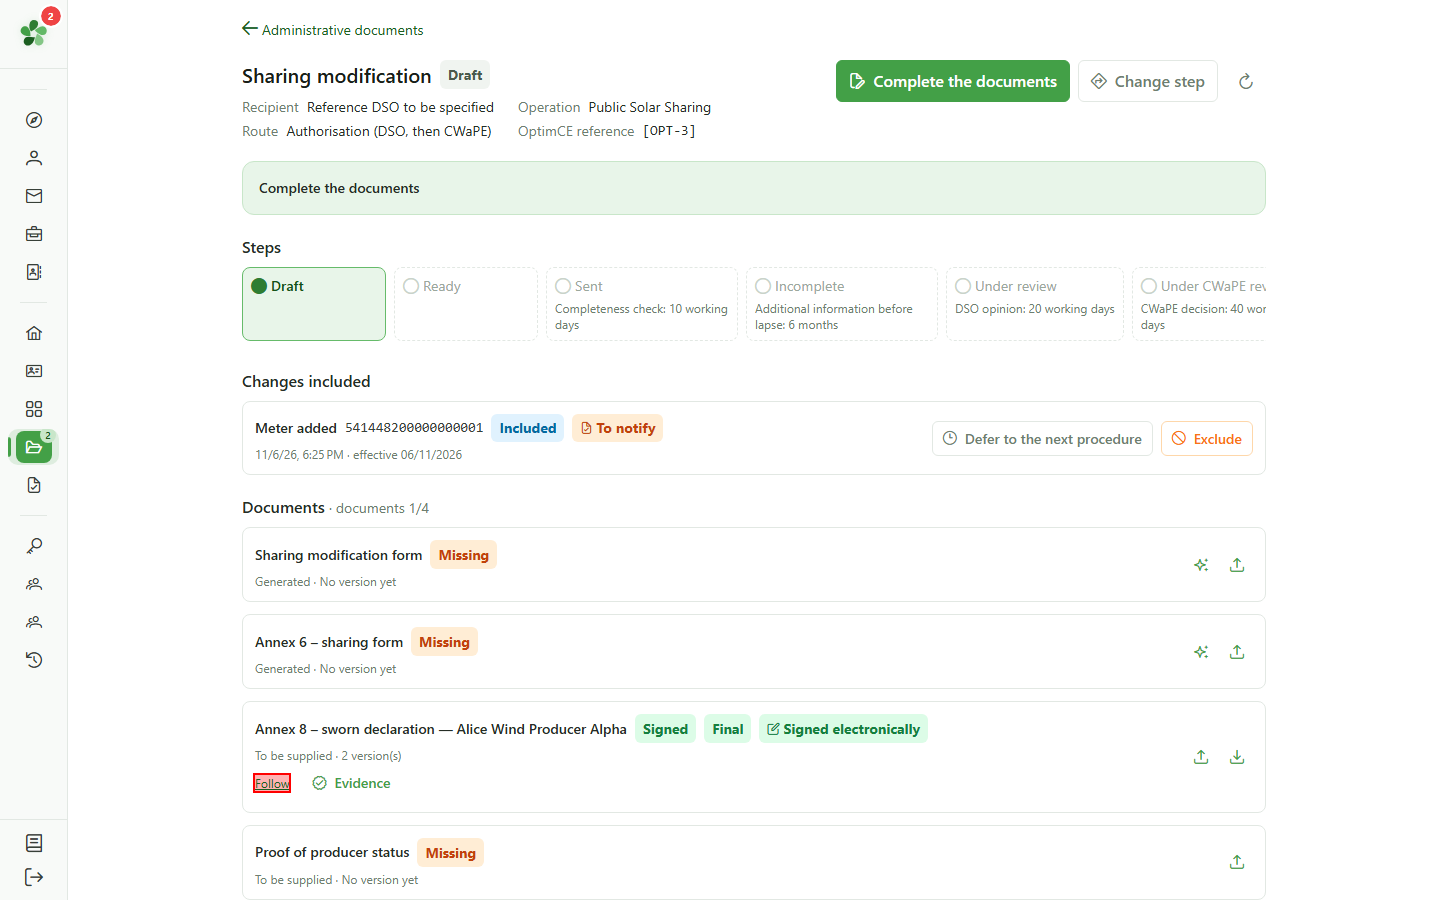 2
Administrative documents
Sharing modification Draft
Complete the documents
Change step
Recipient Reference DSO to be specified Operation Public Solar Sharing
Route Authorisation (DSO, then CWaPE) OptimCE reference [OPT-3]
Complete the documents
Steps
Draft
Ready
Sent
Completeness check: 10 working
days
Incomplete
Additional information before
lapse: 6 months
Under review
DSO opinion: 20 working days
Under CWaPE rev
CWaPE decision: 40 wor
days
Changes included
Meter added 541448200000000001 Included To notify
11/6/26, 6:25 PM · effective 06/11/2026
Defer to the next procedure
Exclude
2
Documents · documents 1/4
Sharing modification form Missing
Generated · No version yet
Annex 6 – sharing form Missing
Generated · No version yet
Annex 8 – sworn declaration — Alice Wind Producer Alpha Signed Final Signed electronically
To be supplied · 2 version(s)
Follow Evidence
Proof of producer status Missing
To be supplied · No version yet